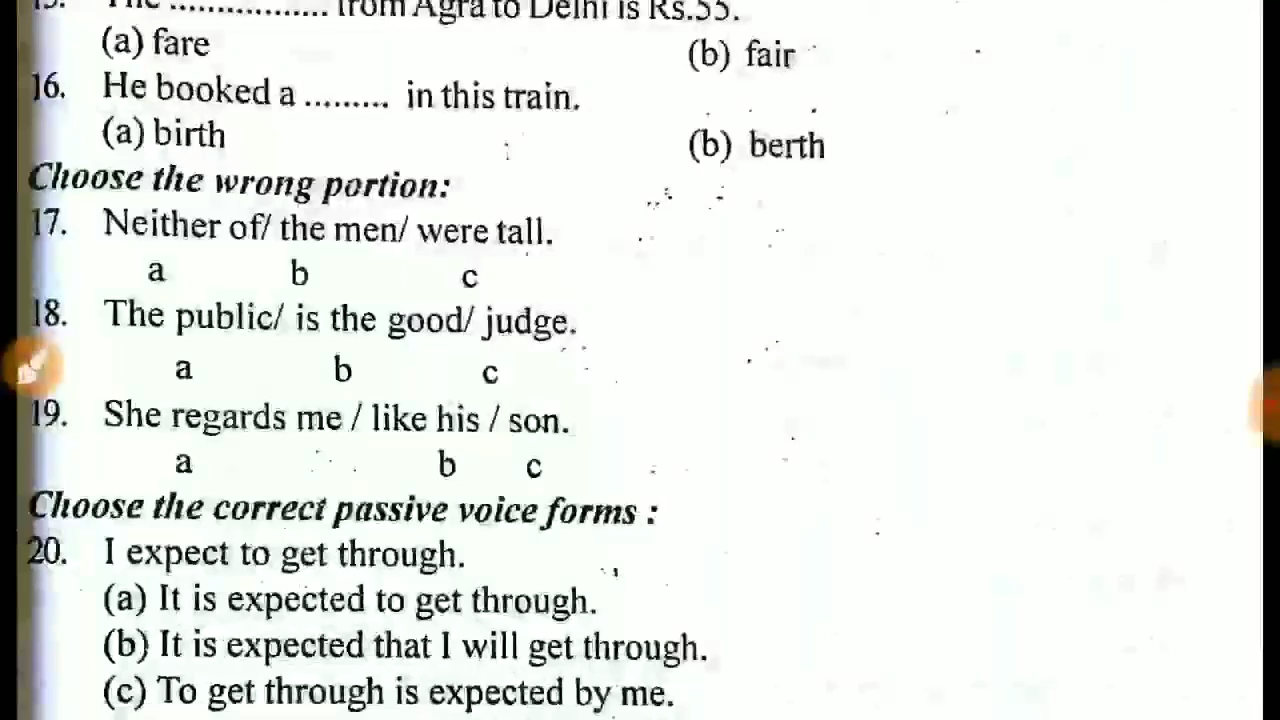 15. The ................. from Agra to Delhi is Rs.55.
(a) fare (b) fair
16. He booked a ......... in this train.
(a) birth (b) berth
Choose the wrong portion:
17. Neither of/ the men/ were tall.
a b c
18. The public/ is the good/ judge.
a b c
19. She regards me / like his / son.
a b c
Choose the correct passive voice forms :
20. I expect to get through.
(a) It is expected to get through.
(b) It is expected that I will get through.
(c) To get through is expected by me.